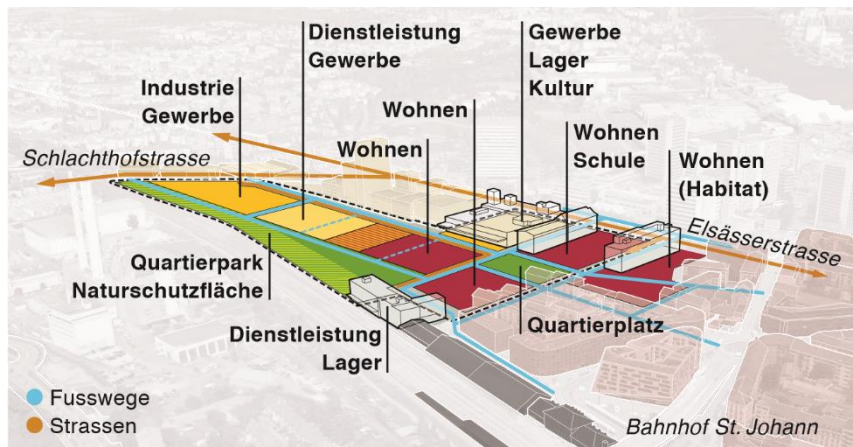 Dienstleistung
Gewerbe
Gewerbe
Lager
Kultur
Industrie
Gewerbe
Wohnen
Wohnen
Wohnen
Schule
Wohnen
(Habitat)
Schlachthofstrasse
Elsässerstrasse
Quartierpark
Naturschutzfläche
Dienstleistung
Lager
Quartierplatz
Fusswege
Strassen
Bahnhof St. Johann